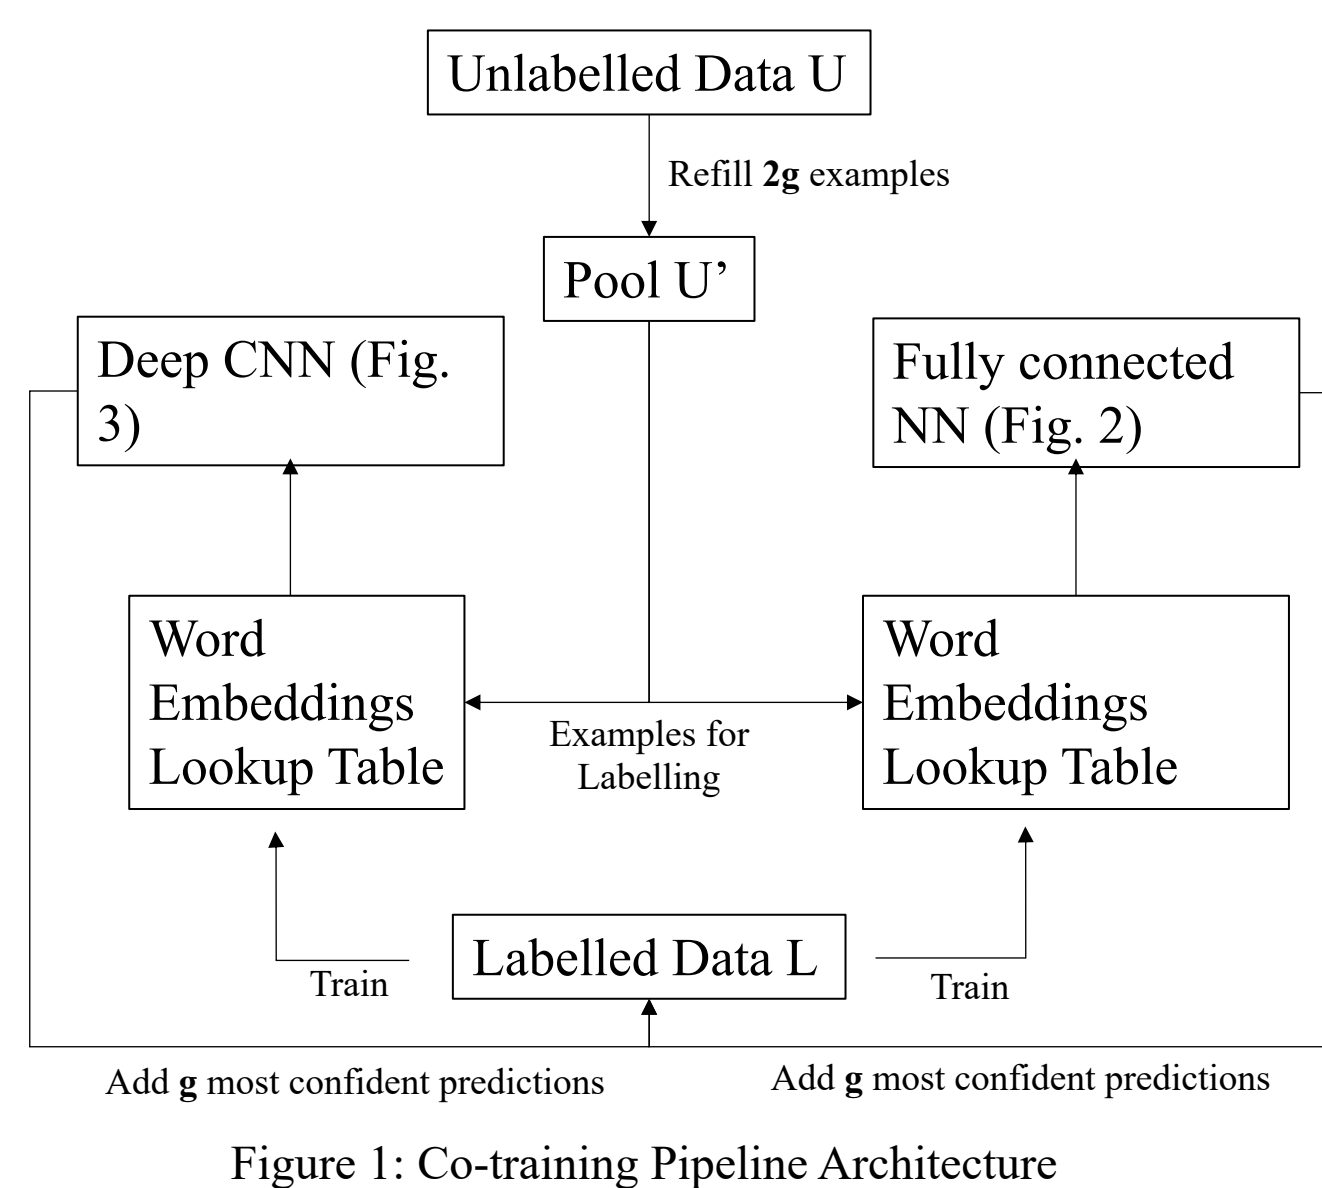 Unlabelled Data U
Refill 2g examples
Pool U’
Deep CNN (Fig.
3)
Fully connected
NN (Fig. 2)
Word
Embeddings
Lookup Table
Examples for
Labelling
Word
Embeddings
Lookup Table
Labelled Data L
Train
Train
Add g most confident predictions
Add g most confident predictions
Figure 1: Co-training Pipeline Architecture